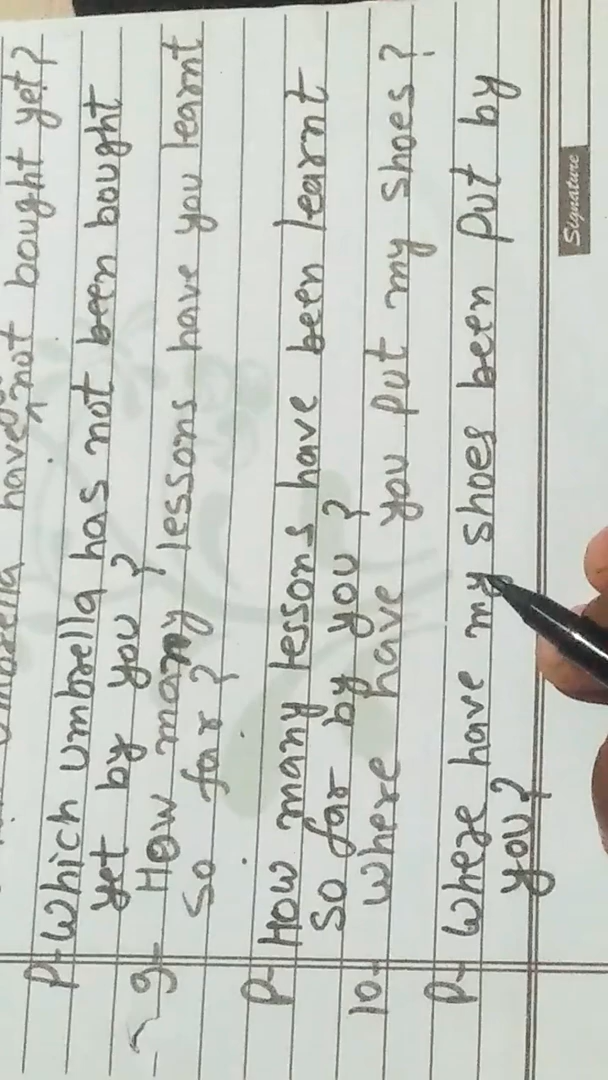 umbrella have not bought yet?
P- Which umbrella has not been bought
yet by you?
9- How many lessons have you learnt
so far?
P- How many lessons have been learnt
so far by you?
10- where have you put my shoes?
P- where have my shoes been put by
you?
Signature